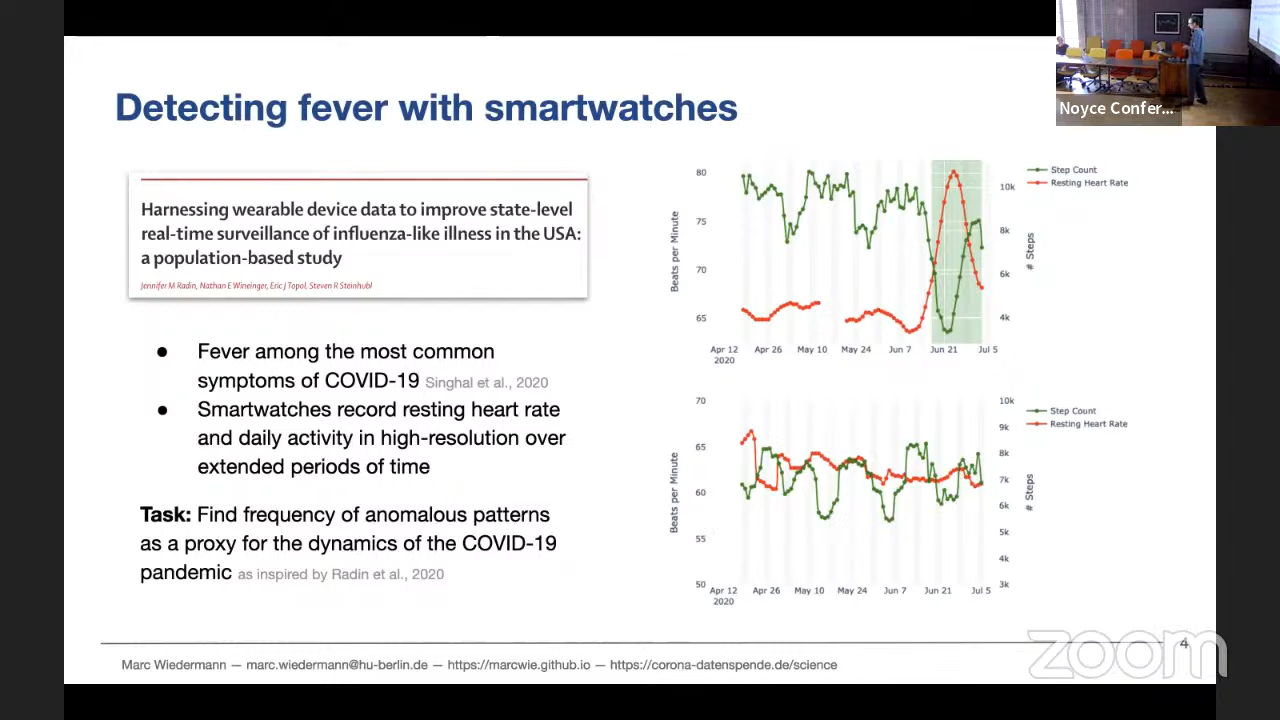 Detecting fever with smartwatches
Noyce Confer...
Harnessing wearable device data to improve state-level
real-time surveillance of influenza-like illness in the USA:
a population-based study
Jennifer M Radin, Nathan E Wineinger, Eric J Topol, Steven R Steinhubl
● Fever among the most common
symptoms of COVID-19 Singhal et al., 2020
● Smartwatches record resting heart rate
and daily activity in high-resolution over
extended periods of time
Task: Find frequency of anomalous patterns
as a proxy for the dynamics of the COVID-19
pandemic as inspired by Radin et al., 2020
Step Count
Resting Heart Rate
Beats per Minute
80
75
70
65
# Steps
10k
8k
6k
4k
Apr 12 Apr 26 May 10 May 24 Jun 7 Jun 21 Jul 5
2020
Step Count
Resting Heart Rate
Beats per Minute
70
65
60
55
50
# Steps
10k
9k
8k
7k
6k
5k
4k
3k
Apr 12 Apr 26 May 10 May 24 Jun 7 Jun 21 Jul 5
2020
Marc Wiedermann — marc.wiedermann@hu-berlin.de — https://marcwie.github.io — https://corona-datenspende.de/science
4
zoom